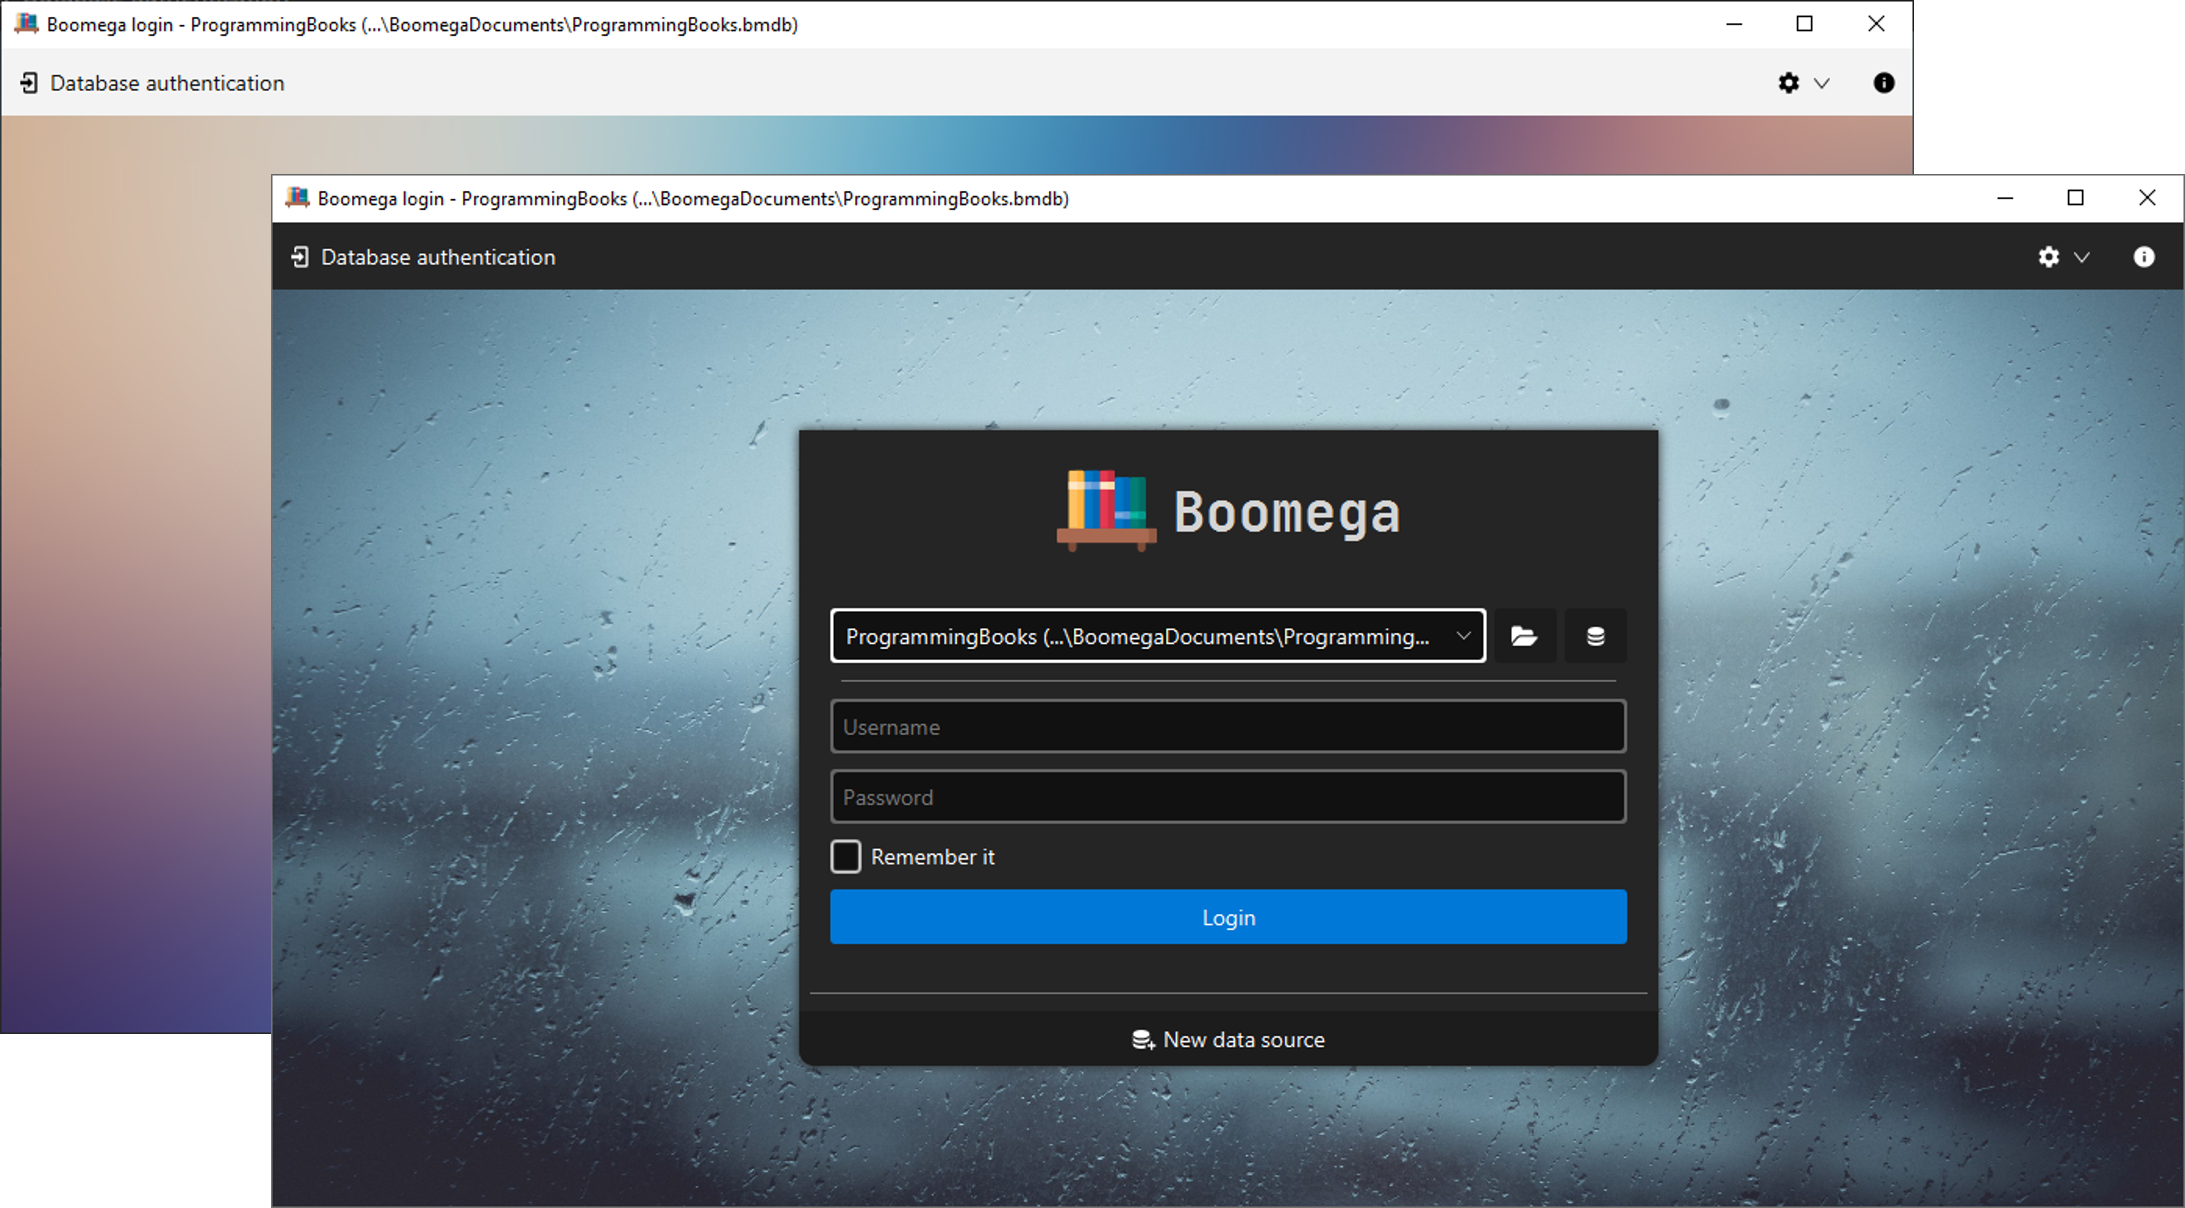 Boomega login - ProgrammingBooks (...\BoomegaDocuments\ProgrammingBooks.bmdb)
Database authentication
Boomega login - ProgrammingBooks (...\BoomegaDocuments\ProgrammingBooks.bmdb)
Database authentication
Boomega
ProgrammingBooks (...\BoomegaDocuments\Programming...
Username
Password
Remember it
Login
New data source